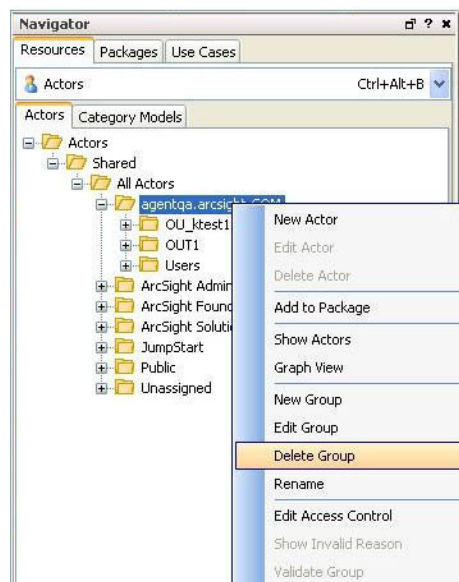 Navigator
Resources Packages Use Cases
Actors Ctrl+Alt+B
Actors Category Models
Actors
Shared
All Actors
agentqa.arcsight.COM
OU_ktest1
OUT1
Users
ArcSight Admin
ArcSight Found
ArcSight Soluti
JumpStart
Public
Unassigned
New Actor
Edit Actor
Delete Actor
Add to Package
Show Actors
Graph View
New Group
Edit Group
Delete Group
Rename
Edit Access Control
Show Invalid Reason
Validate Group